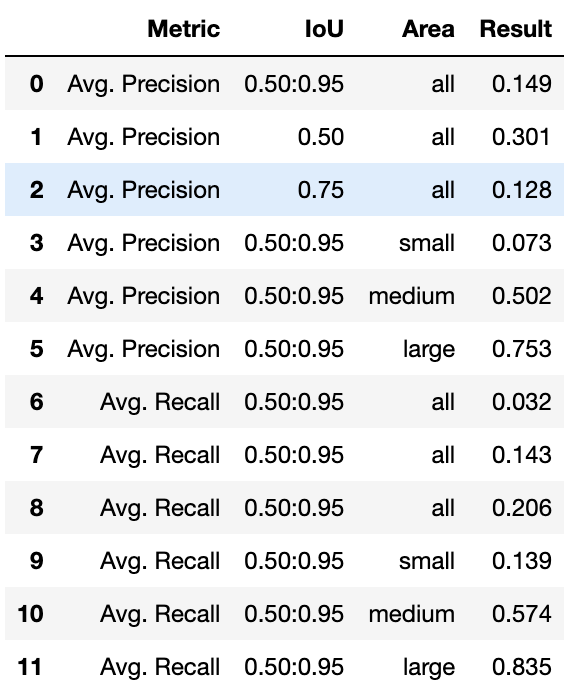 Metric IoU Area Result
0 Avg. Precision 0.50:0.95 all 0.149
1 Avg. Precision 0.50 all 0.301
2 Avg. Precision 0.75 all 0.128
3 Avg. Precision 0.50:0.95 small 0.073
4 Avg. Precision 0.50:0.95 medium 0.502
5 Avg. Precision 0.50:0.95 large 0.753
6 Avg. Recall 0.50:0.95 all 0.032
7 Avg. Recall 0.50:0.95 all 0.143
8 Avg. Recall 0.50:0.95 all 0.206
9 Avg. Recall 0.50:0.95 small 0.139
10 Avg. Recall 0.50:0.95 medium 0.574
11 Avg. Recall 0.50:0.95 large 0.835